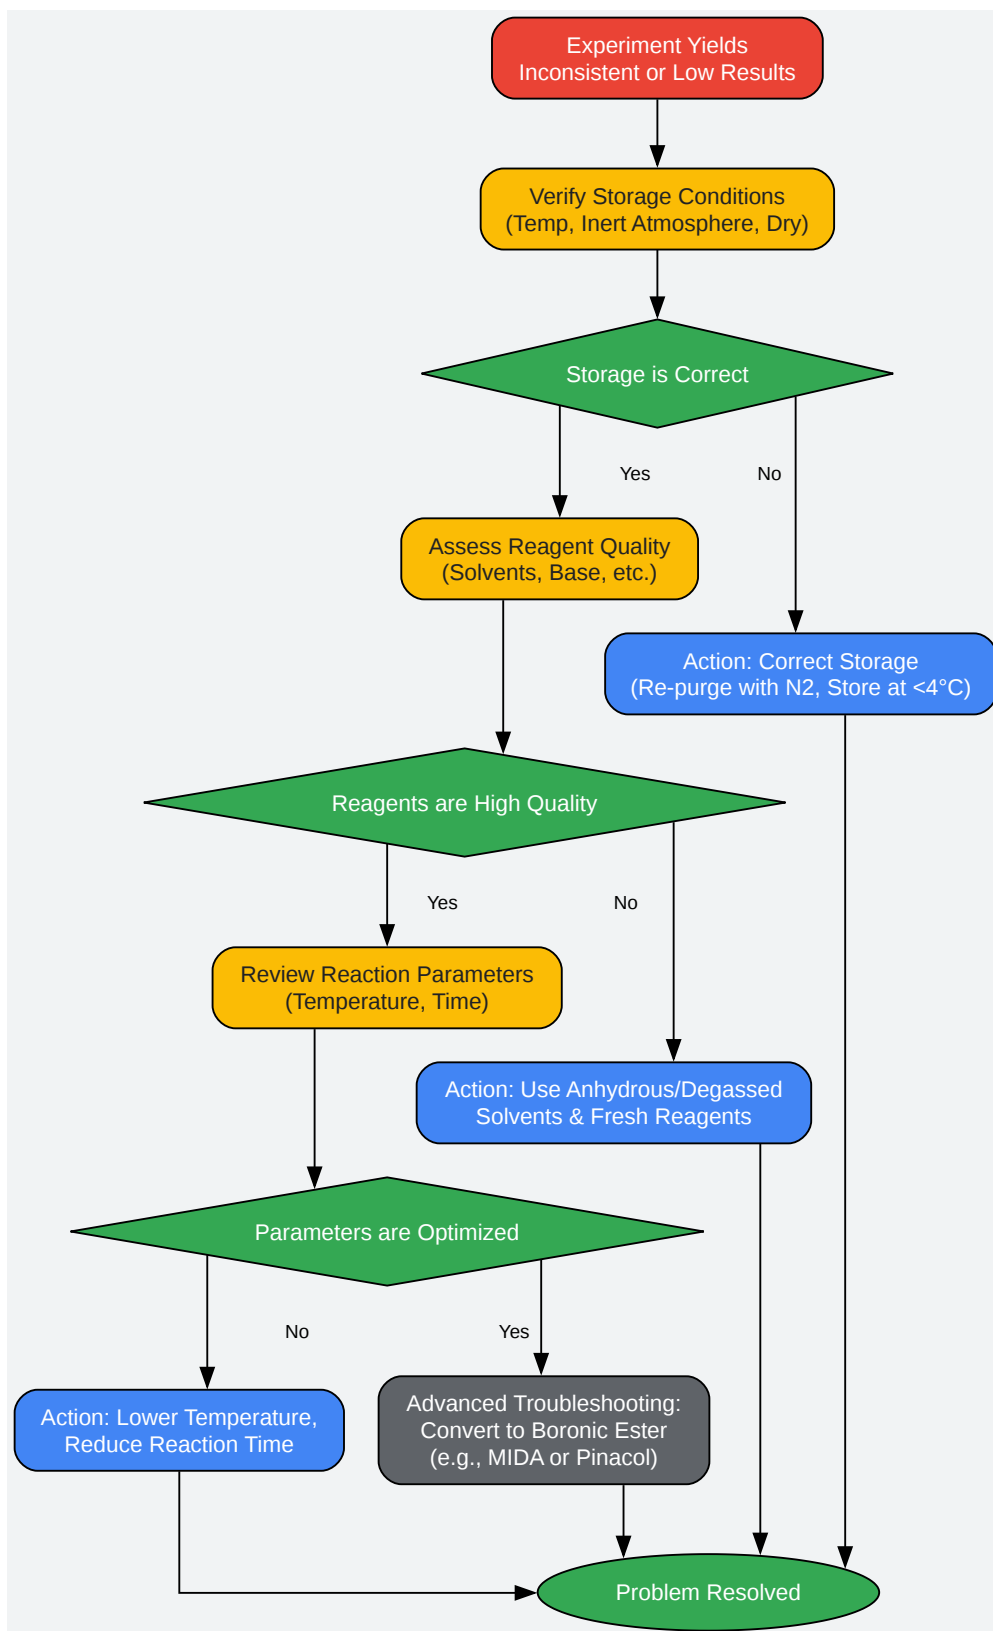 Experiment Yields
Inconsistent or Low Results
Verify Storage Conditions
(Temp, Inert Atmosphere, Dry)
Storage is Correct
Yes
No
Assess Reagent Quality
(Solvents, Base, etc.)
Action: Correct Storage
(Re-purge with N2, Store at <4°C)
Reagents are High Quality
Yes
No
Review Reaction Parameters
(Temperature, Time)
Action: Use Anhydrous/Degassed
Solvents & Fresh Reagents
Parameters are Optimized
No
Yes
Action: Lower Temperature,
Reduce Reaction Time
Advanced Troubleshooting:
Convert to Boronic Ester
(e.g., MIDA or Pinacol)
Problem Resolved